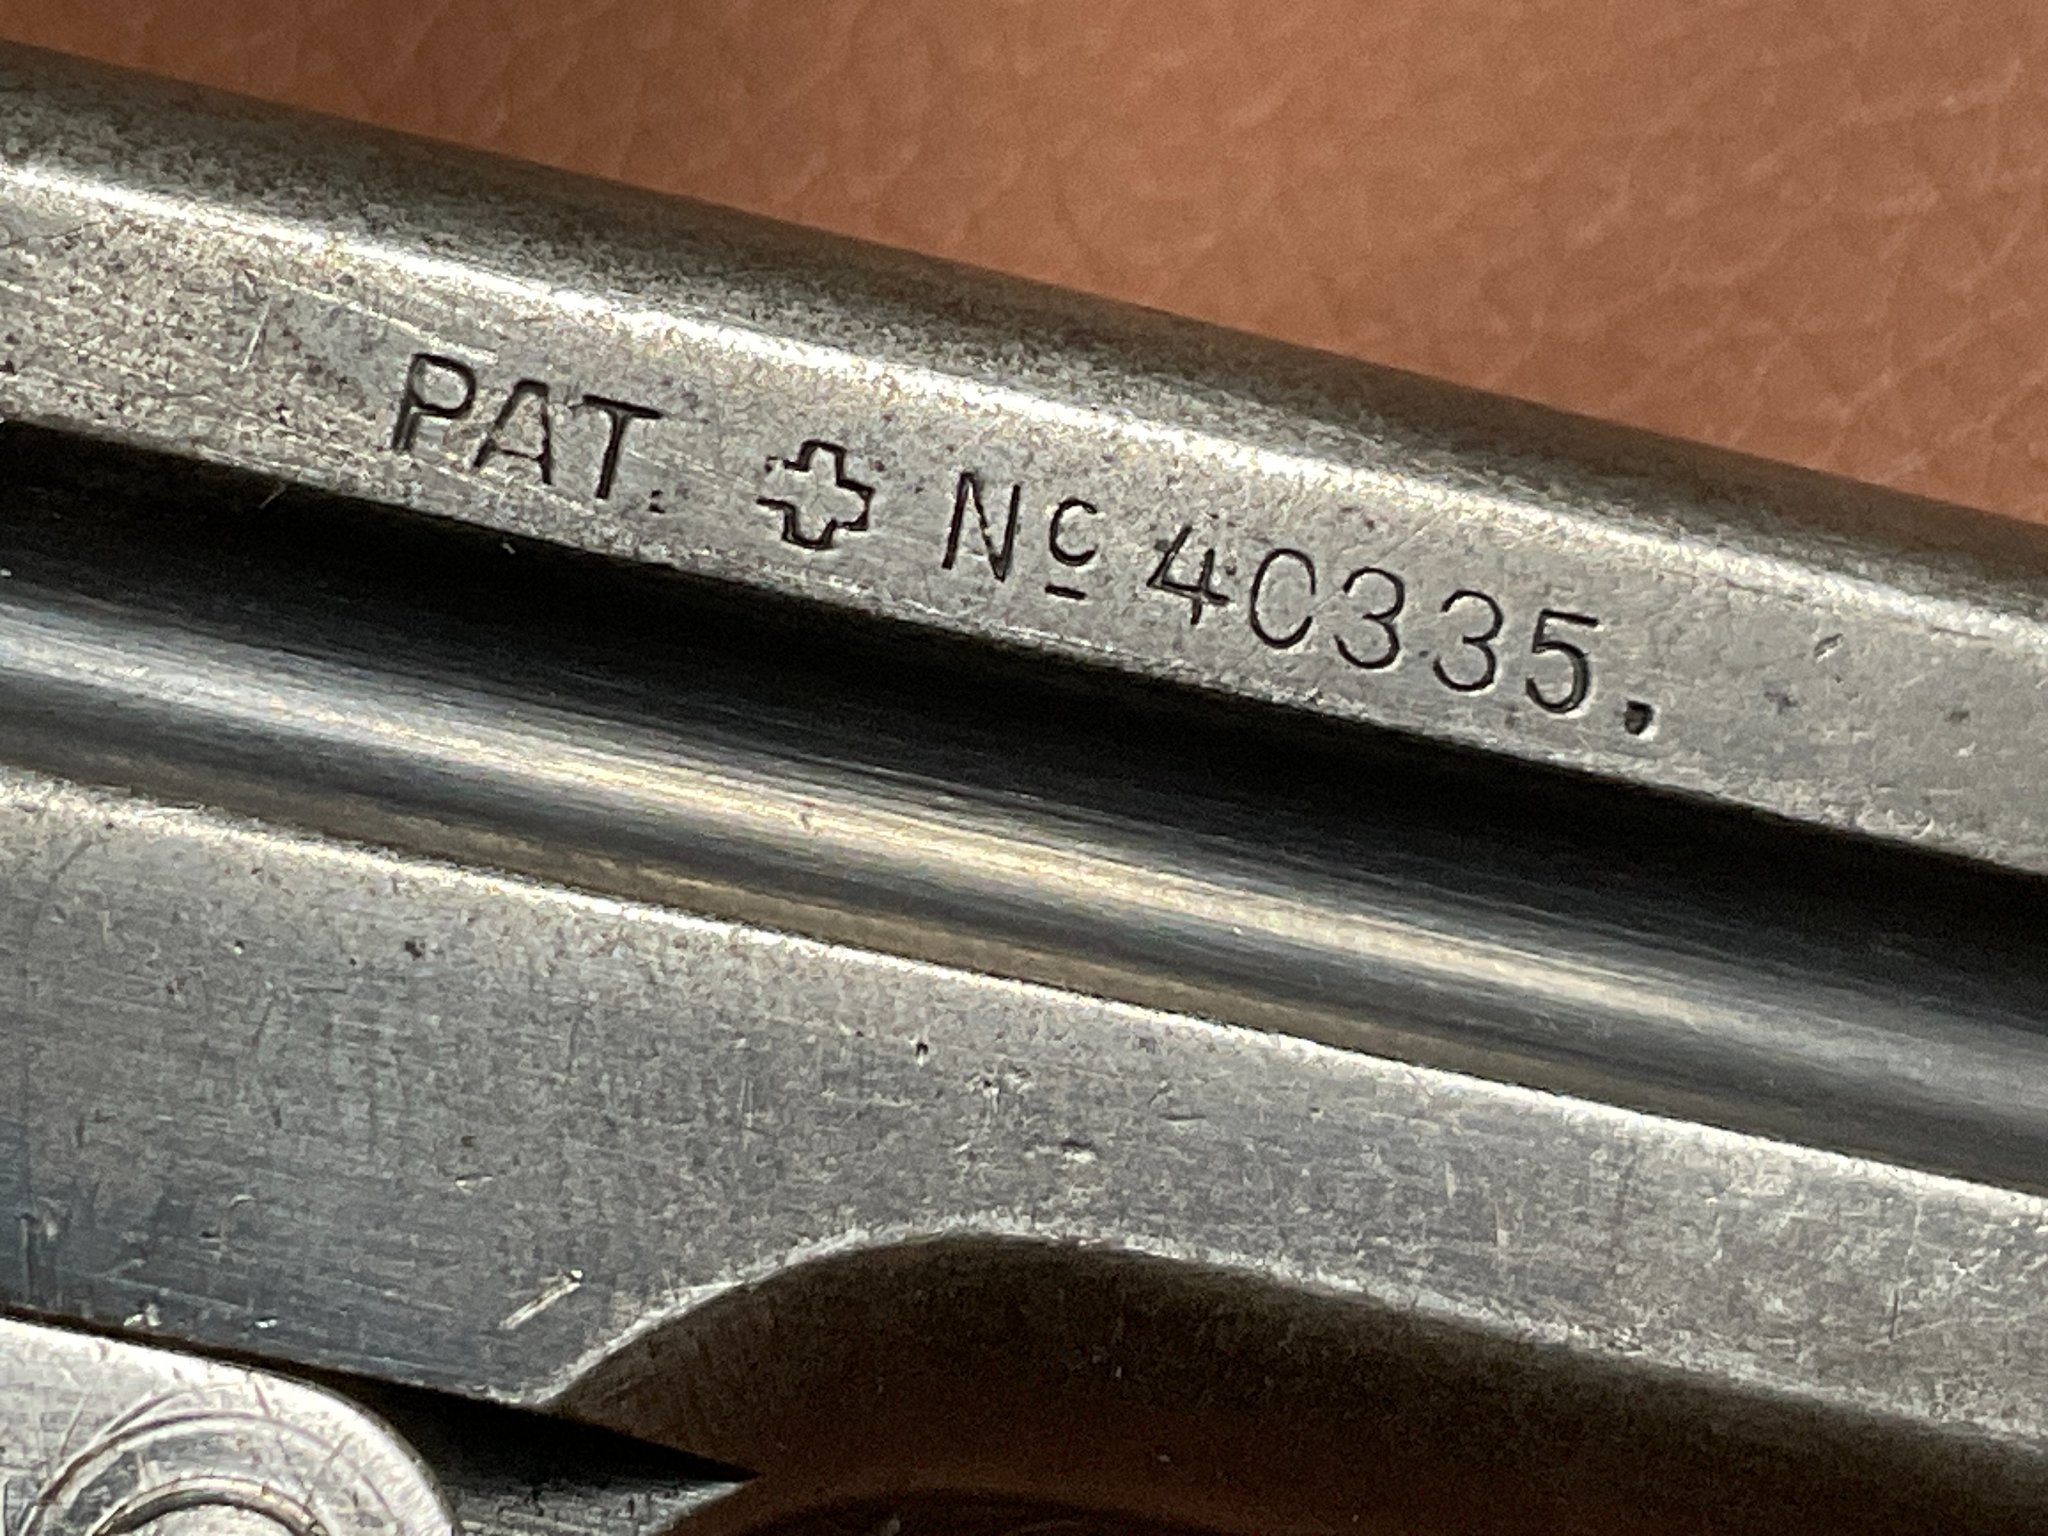 PAT. ✚ No 40335.